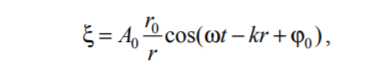 ξ = A₀ r₀/r cos(ωt − kr + φ₀),